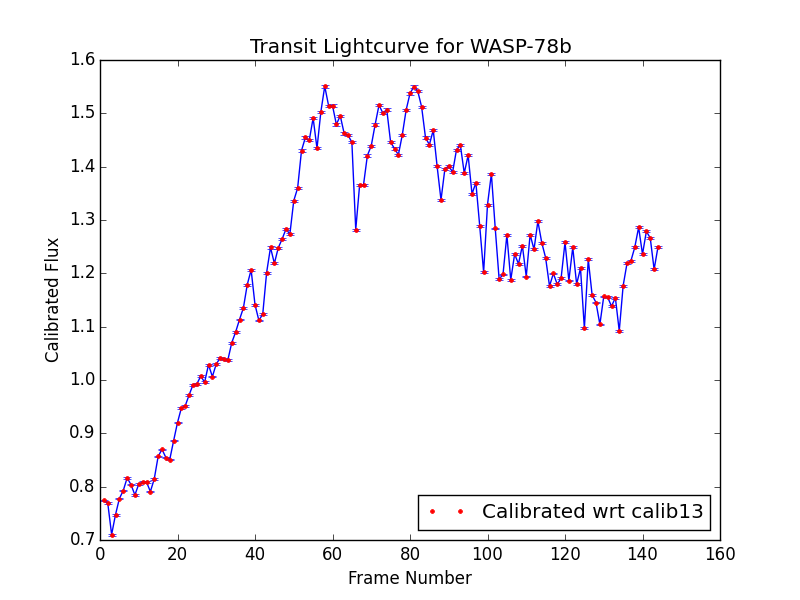 Transit Lightcurve for WASP-78b
1.6
1.5
1.4
1.3
1.2
1.1
1.0
0.9
0.8
0.7
Calibrated Flux
Calibrated wrt calib13
0 20 40 60 80 100 120 140 160
Frame Number